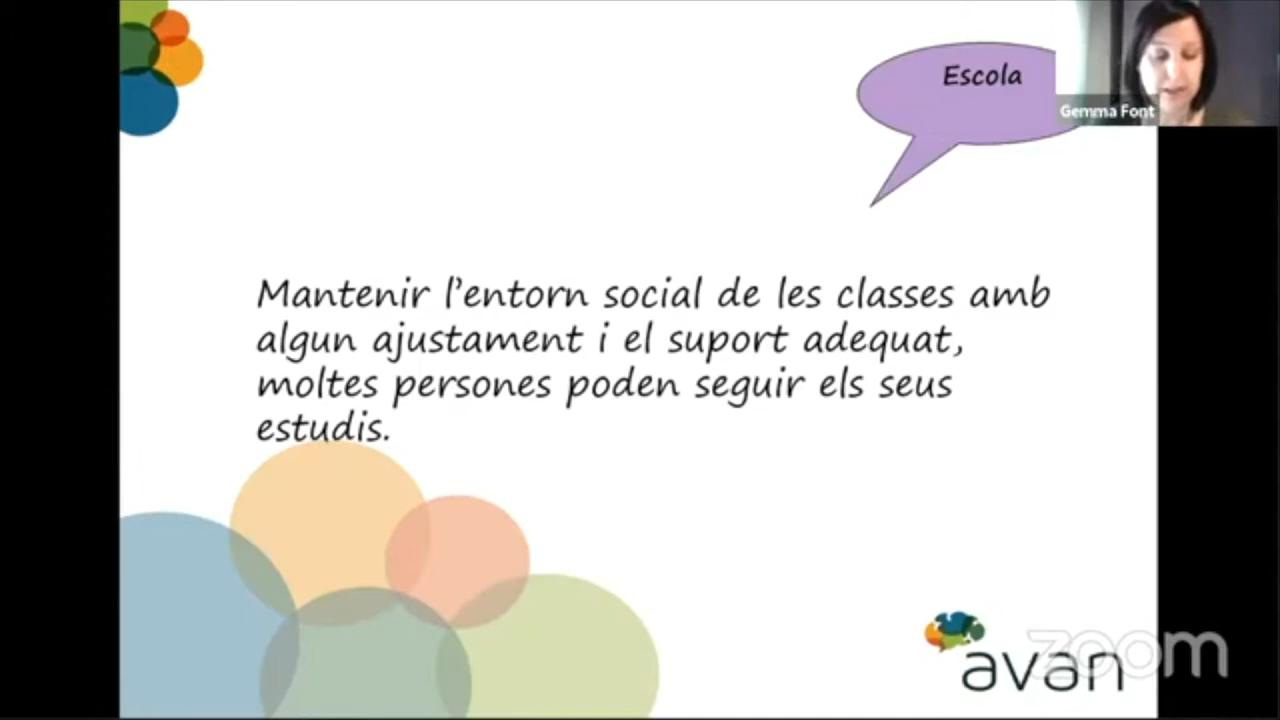 Escola
Gemma Font
Mantenir l'entorn social de les classes amb
algun ajustament i el suport adequat,
moltes persones poden seguir els seus
estudis.
avan
zoom